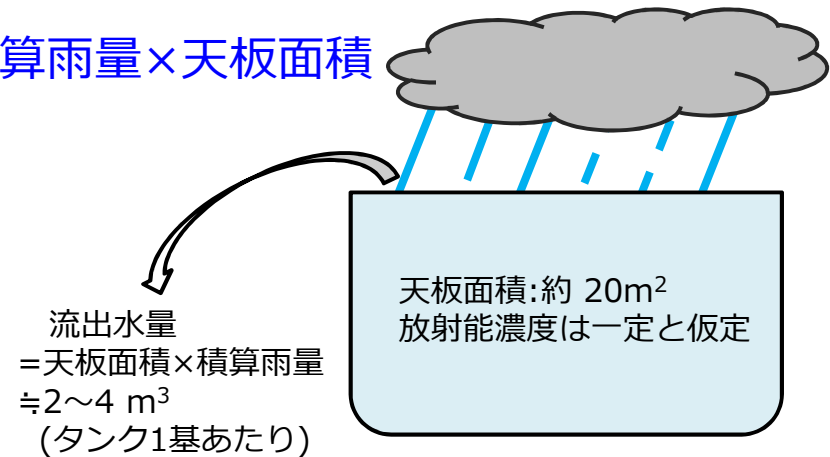 算雨量×天板面積
天板面積:約 20m²
放射能濃度は一定と仮定
流出水量
=天板面積×積算雨量
≒2～4 m³
(タンク1基あたり)